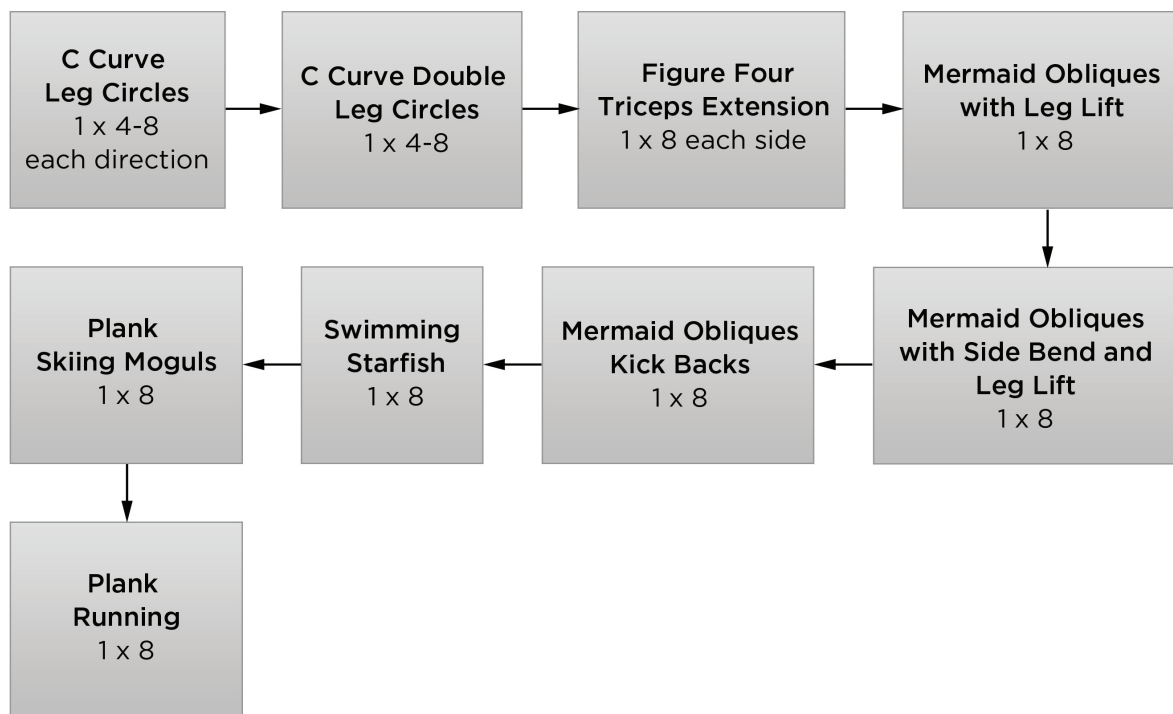 C Curve
Leg Circles
1 x 4-8
each direction
C Curve Double
Leg Circles
1 x 4-8
Figure Four
Triceps Extension
1 x 8 each side
Mermaid Obliques
with Leg Lift
1 x 8
Mermaid Obliques
with Side Bend and
Leg Lift
1 x 8
Mermaid Obliques
Kick Backs
1 x 8
Swimming
Starfish
1 x 8
Plank
Skiing Moguls
1 x 8
Plank
Running
1 x 8